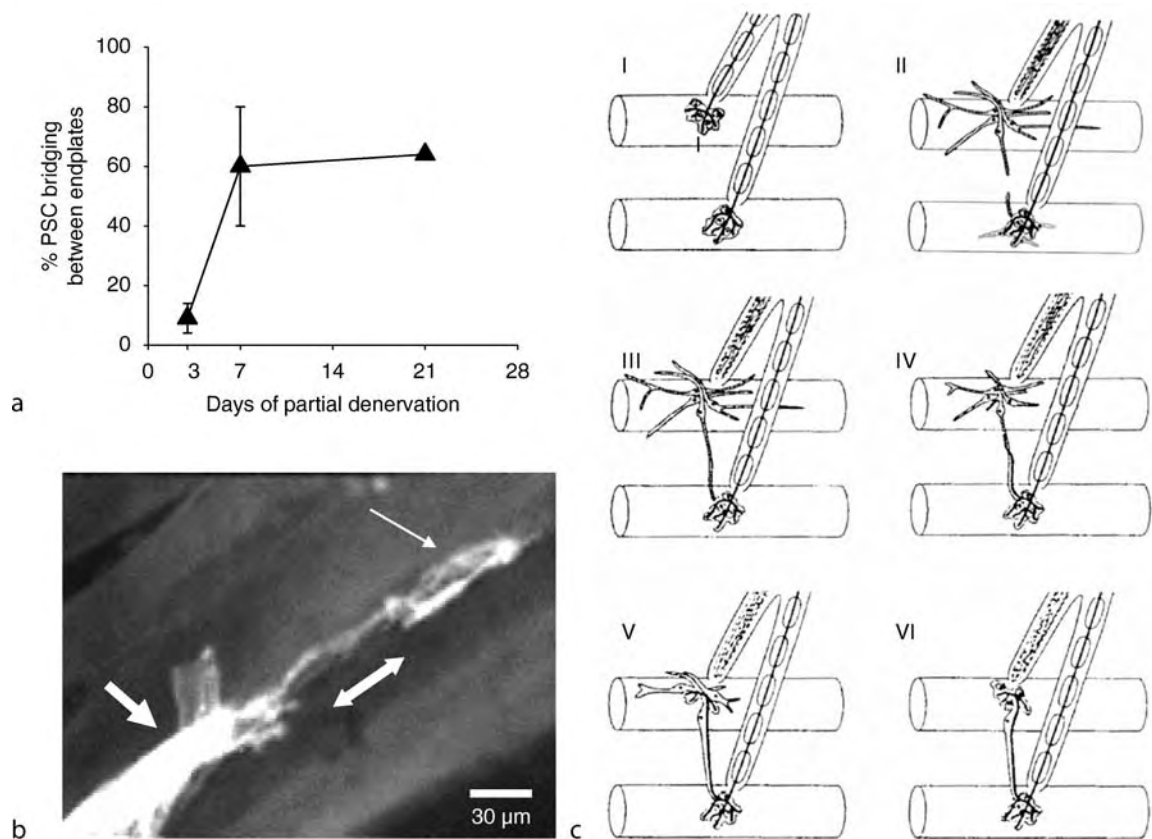 100
80
60
40
20
0
% PSC bridging
between endplates
0 3 7 14 21 28
Days of partial denervation
a
30 µm
b
I
I
II
III
IV
V
VI
c